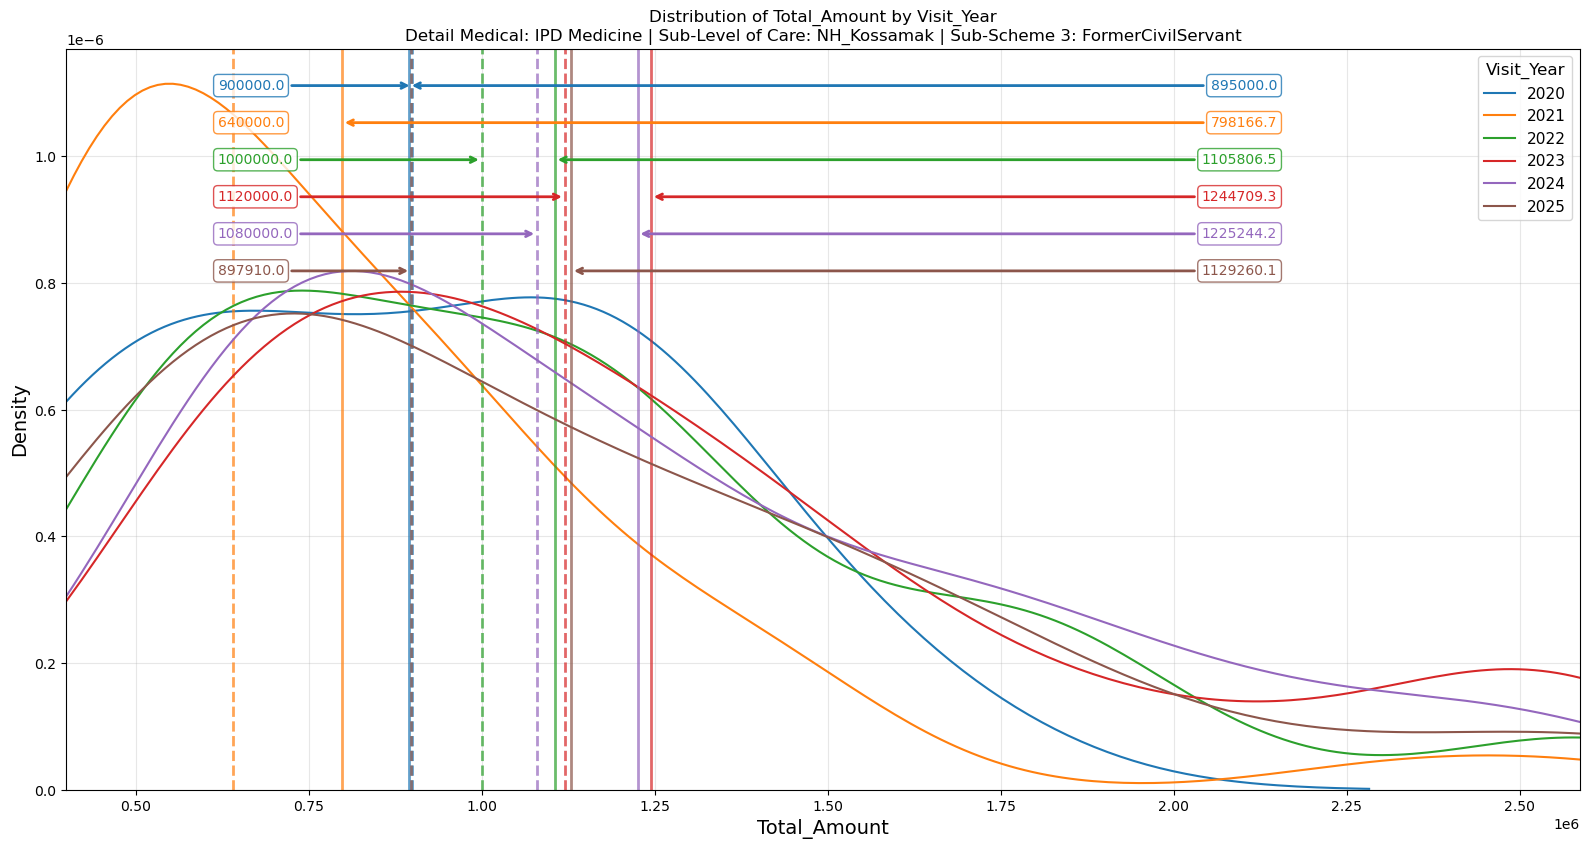 Distribution of Total_Amount by Visit_Year
Detail Medical: IPD Medicine | Sub-Level of Care: NH_Kossamak | Sub-Scheme 3: FormerCivilServant
1e−6
Visit_Year
2020
2021
2022
2023
2024
2025
900000.0 895000.0
640000.0 798166.7
1000000.0 1105806.5
1120000.0 1244709.3
1080000.0 1225244.2
897910.0 1129260.1
Density
1.0
0.8
0.6
0.4
0.2
0.0
0.50 0.75 1.00 1.25 1.50 1.75 2.00 2.25 2.50
1e6
Total_Amount